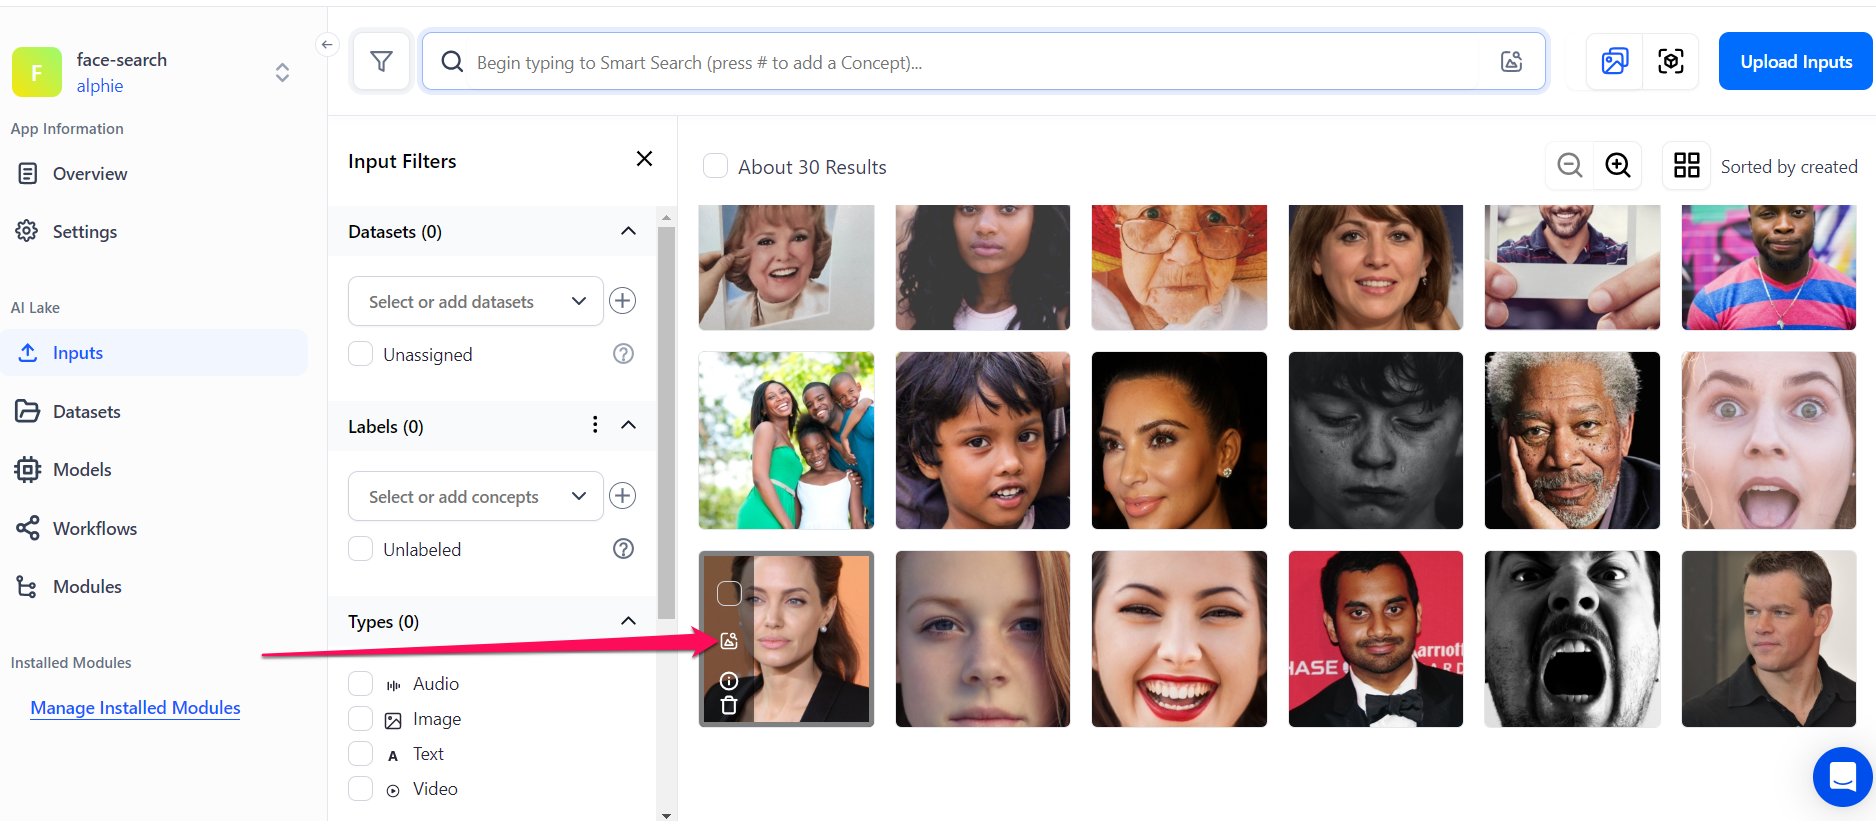 F
face-search
alphie
App Information
Overview
Settings
AI Lake
Inputs
Datasets
Models
Workflows
Modules
Installed Modules
Manage Installed Modules
Begin typing to Smart Search (press # to add a Concept)...
Upload Inputs
Input Filters
Datasets (0)
Select or add datasets
Unassigned
?
Labels (0)
Select or add concepts
Unlabeled
?
Types (0)
Audio
Image
A Text
Video
About 30 Results
Sorted by created
HASE
arriott
ARD